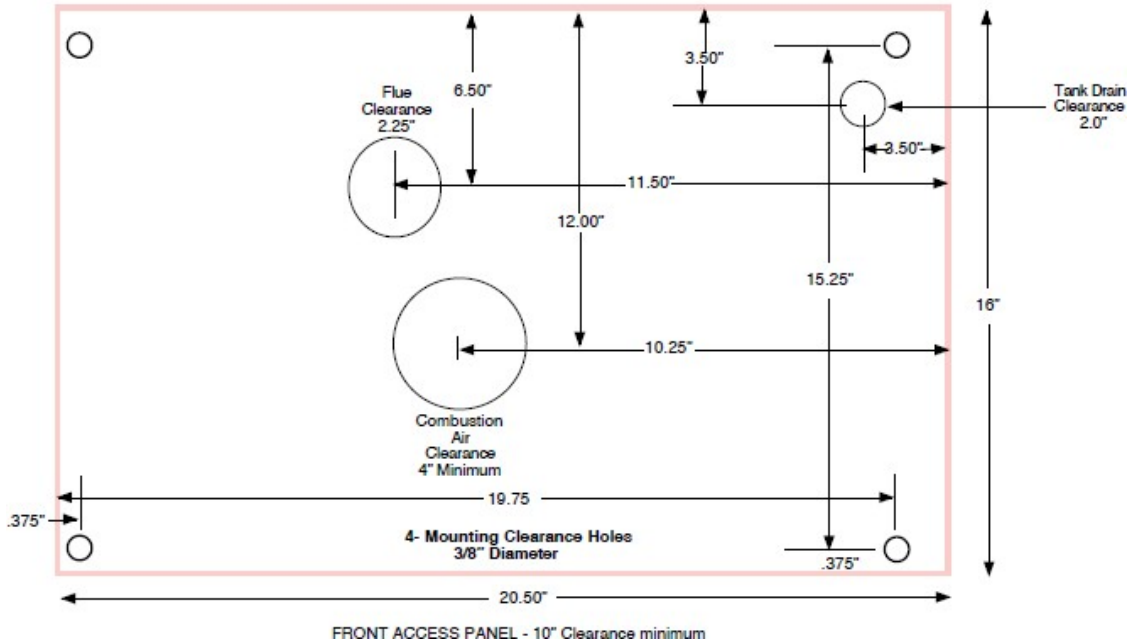 3.50"
6.50"
Flue
Clearance
2.25"
Tank Drain
Clearance
2.0"
3.50"
11.50"
12.00"
15.25"
16"
10.25"
Combustion
Air
Clearance
4" Minimum
19.75
.375"
4- Mounting Clearance Holes
3/8" Diameter
.375"
20.50"
FRONT ACCESS PANEL - 10" Clearance minimum